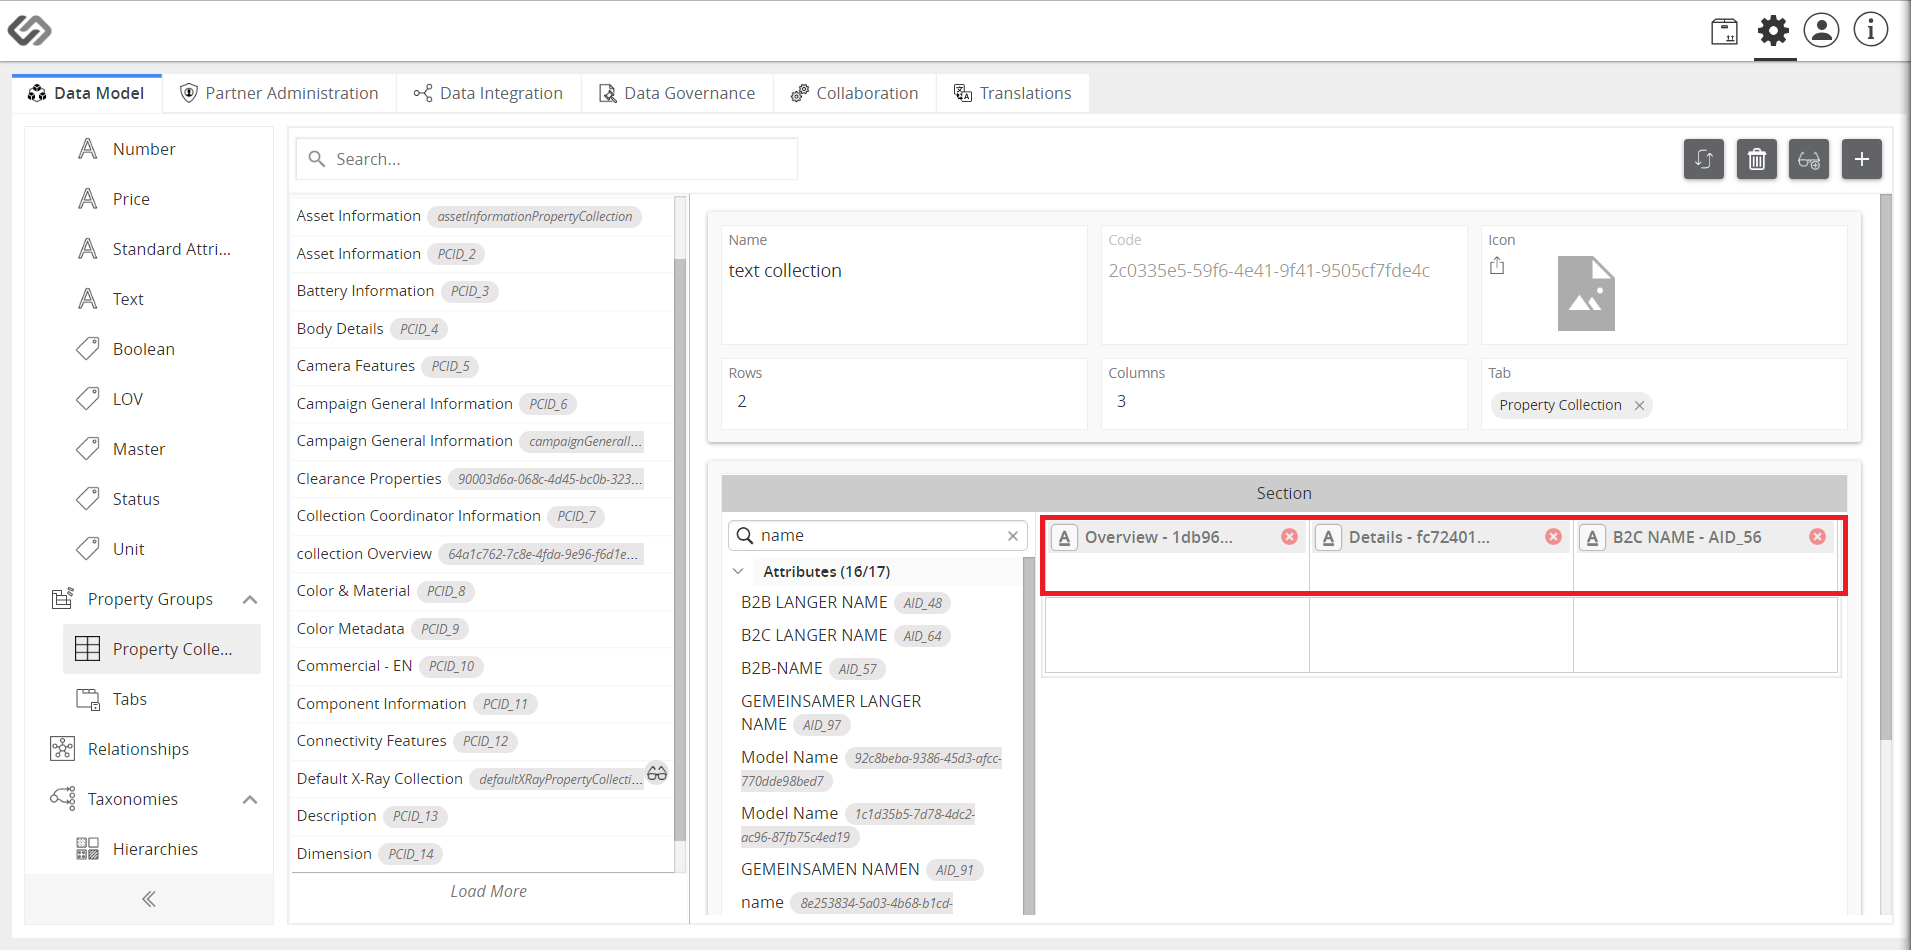 Data Model
Partner Administration
Data Integration
Data Governance
Collaboration
Translations
Number
Price
Standard Attri...
Text
Boolean
LOV
Master
Status
Unit
Property Groups
Property Colle...
Tabs
Relationships
Taxonomies
Hierarchies
Search...
Asset Information assetInformationPropertyCollection
Asset Information PCID_2
Battery Information PCID_3
Body Details PCID_4
Camera Features PCID_5
Campaign General Information PCID_6
Campaign General Information campaignGeneralI...
Clearance Properties 90003d6a-068c-4d45-bc0b-323...
Collection Coordinator Information PCID_7
collection Overview 64a1c762-7c8e-4fda-9e96-f6d1e...
Color & Material PCID_8
Color Metadata PCID_9
Commercial - EN PCID_10
Component Information PCID_11
Connectivity Features PCID_12
Default X-Ray Collection defaultXRayPropertyCollecti...
Description PCID_13
Dimension PCID_14
Load More
Name
text collection
Code
2c0335e5-59f6-4e41-9f41-9505cf7fde4c
Icon
Rows
2
Columns
3
Tab
Property Collection
Section
name
Attributes (16/17)
B2B LANGER NAME AID_48
B2C LANGER NAME AID_64
B2B-NAME AID_57
GEMEINSAMER LANGER
NAME AID_97
Model Name 92c8beba-9386-45d3-afcc-
770dde98bed7
Model Name 1c1d35b5-7d78-4dc2-
ac96-87fb75c4ed19
GEMEINSAMEN NAMEN AID_91
name 8e253834-5a03-4b68-b1cd-
A Overview - 1db96...
A Details - fc72401...
A B2C NAME - AID_56